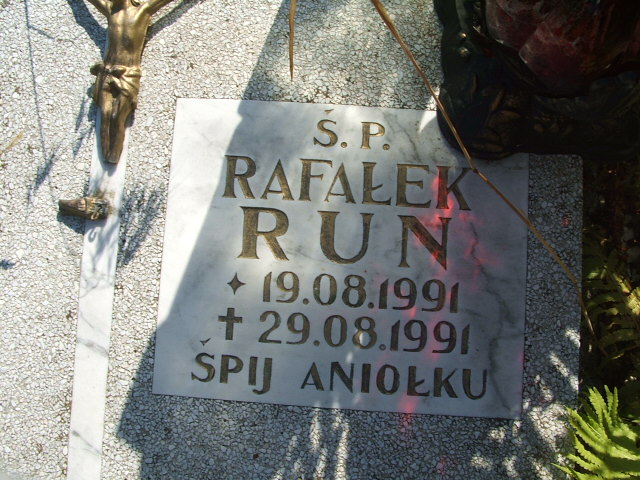 Ś.P.
RAFAŁEK
RUN
✦ 19.08.1991
✝ 29.08.1991
ŚPIJ ANIOŁKU